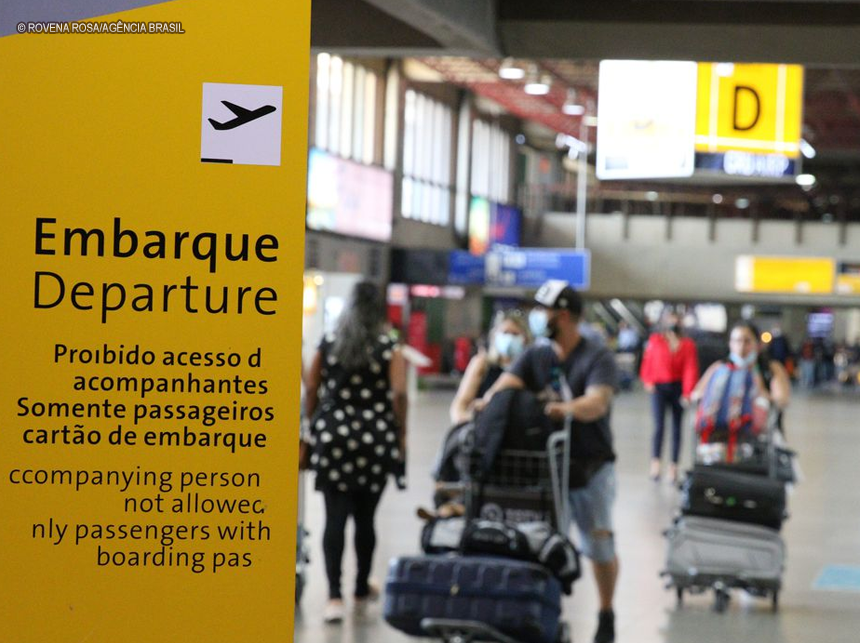 © ROVENA ROSA/AGÊNCIA BRASIL
D
Embarque
Departure
Proibido acesso d
acompanhantes
Somente passageiros
cartão de embarque
ccompanying person
not allowec
nly passengers with
boarding pas